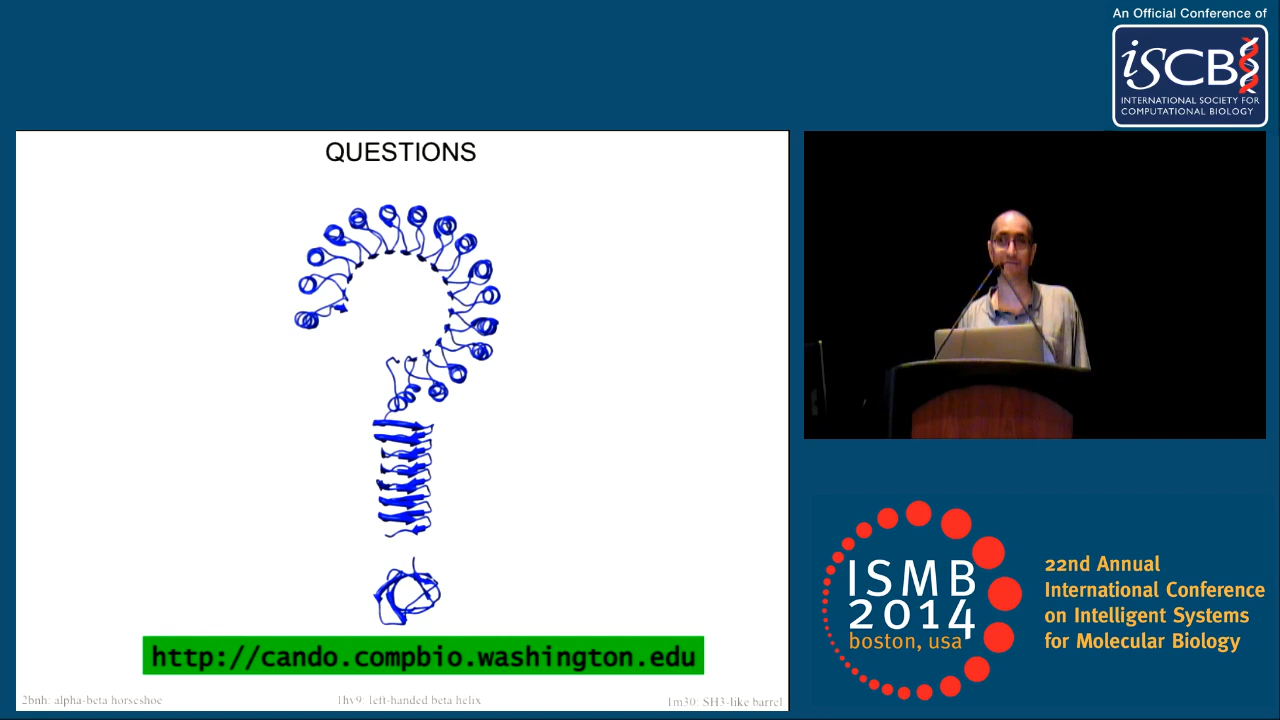 An Official Conference of
iSCB
INTERNATIONAL SOCIETY FOR
COMPUTATIONAL BIOLOGY
QUESTIONS
http://cando.compbio.washington.edu
2bnh: alpha-beta horseshoe
1hv9: left-handed beta helix
1m30: SH3-like barrel
ISMB
2014
boston, usa
22nd Annual
International Conference
on Intelligent Systems
for Molecular Biology